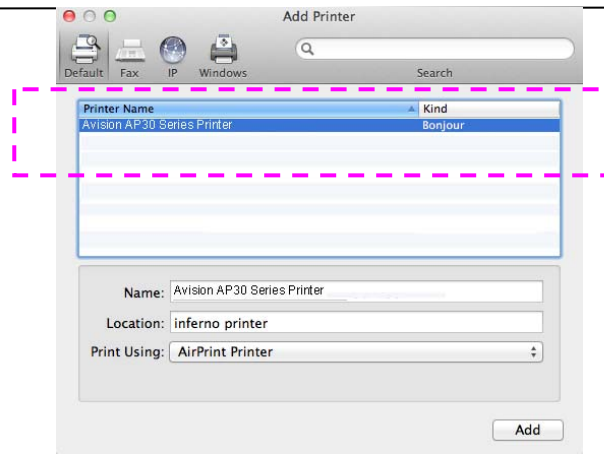 Add Printer
Default Fax IP Windows Search
Printer Name Kind
Avision AP30 Series Printer Bonjour
Name: Avision AP30 Series Printer
Location: inferno printer
Print Using: AirPrint Printer
Add